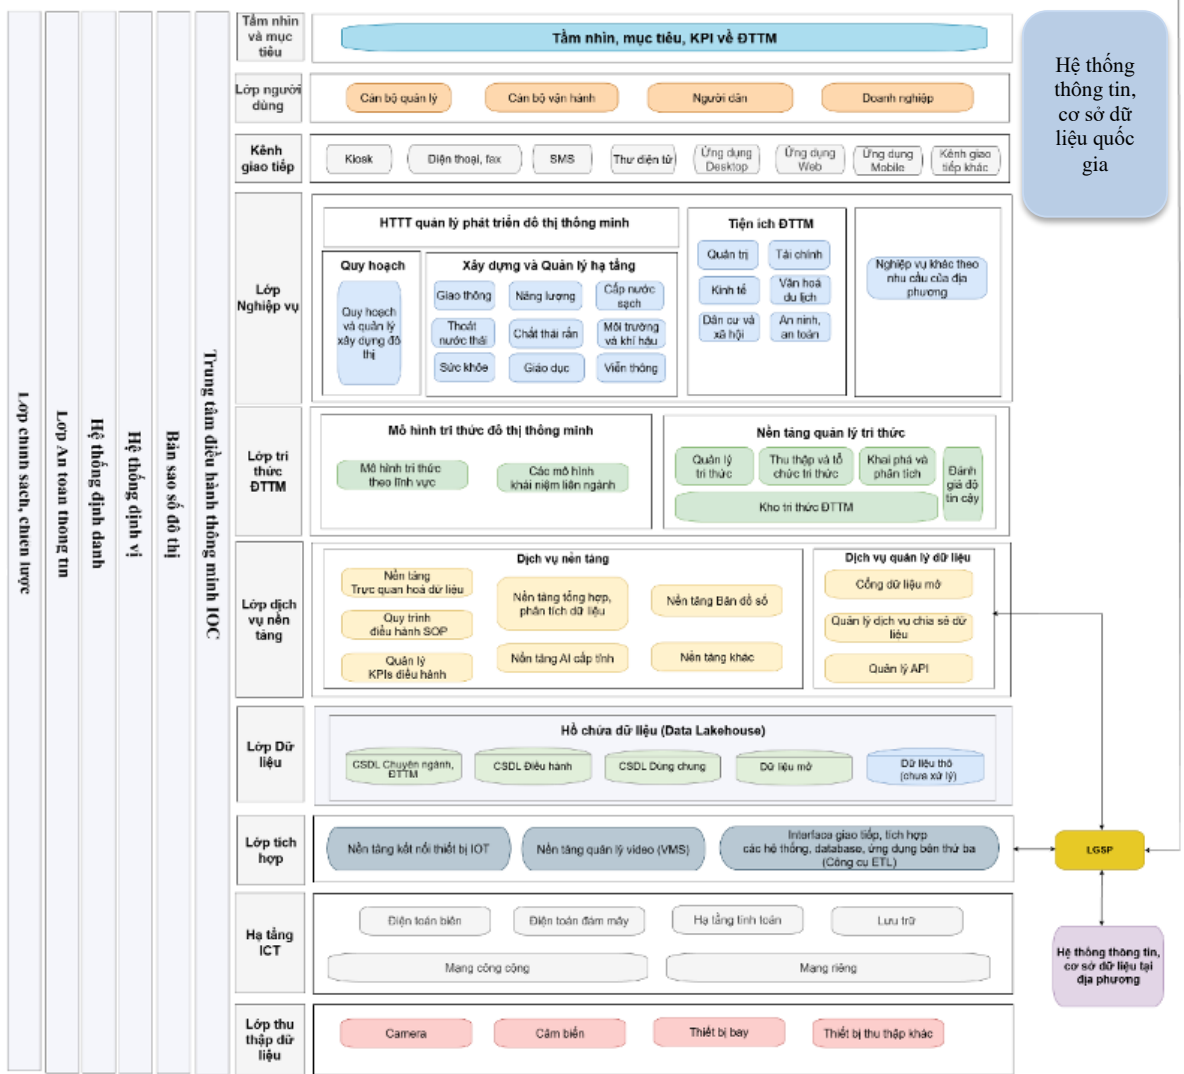 Tầm nhìn
và mục
tiêu
Tầm nhìn, mục tiêu, KPI về ĐTTM
Hệ thống
thông tin,
cơ sở dữ
liệu quốc
gia
Lớp người
dùng
Cán bộ quản lý
Cán bộ vận hành
Người dân
Doanh nghiệp
Kênh
giao tiếp
Kiosk
Điện thoại, fax
SMS
Thư điện tử
Ứng dụng
Desktop
Ứng dụng
Web
Ứng dụng
Mobile
Kênh giao
tiếp khác
Lớp
Nghiệp vụ
HTTT quản lý phát triển đô thị thông minh
Quy hoạch
Quy hoạch
và quản lý
xây dựng đô
thị
Xây dựng và Quản lý hạ tầng
Giao thông
Năng lượng
Cấp nước
sạch
Thoát
nước thải
Chất thải rắn
Môi trường
và khí hậu
Sức khỏe
Giáo dục
Viễn thông
Tiện ích ĐTTM
Quản trị
Tài chính
Kinh tế
Văn hoá
du lịch
Dân cư và
xã hội
An ninh,
an toàn
Nghiệp vụ khác theo
nhu cầu của địa
phương
Lớp chính sách, chiến lược
Lớp An toàn thông tin
Hệ thống định danh
Hệ thống định vị
Bản sao số đô thị
Trung tâm điều hành thông minh IOC
Lớp tri
thức
ĐTTM
Mô hình tri thức đô thị thông minh
Mô hình tri thức
theo lĩnh vực
Các mô hình
khái niệm liên ngành
Nền tảng quản lý tri thức
Quản lý
tri thức
Thu thập và tổ
chức tri thức
Khai phá và
phân tích
Đánh
giá độ
tin cậy
Kho tri thức ĐTTM
Lớp dịch
vụ nền
tảng
Dịch vụ nền tảng
Nền tảng
Trực quan hoá dữ liệu
Nền tảng tổng hợp,
phân tích dữ liệu
Nền tảng Bản đồ số
Quy trình
điều hành SOP
Quản lý
KPIs điều hành
Nền tảng AI cấp tỉnh
Nền tảng khác
Dịch vụ quản lý dữ liệu
Cổng dữ liệu mở
Quản lý dịch vụ chia sẻ dữ
liệu
Quản lý API
Lớp Dữ
liệu
Hồ chứa dữ liệu (Data Lakehouse)
CSDL Chuyên ngành,
ĐTTM
CSDL Điều hành
CSDL Dùng chung
Dữ liệu mở
Dữ liệu thô
(chưa xử lý)
Lớp tích
hợp
Nền tảng kết nối thiết bị IOT
Nền tảng quản lý video (VMS)
Interface giao tiếp, tích hợp
các hệ thống, database, ứng dụng bên thứ ba
(Công cụ ETL)
LGSP
Hạ tầng
ICT
Điện toán biên
Điện toán đám mây
Hạ tầng tính toán
Lưu trữ
Mạng công cộng
Mạng riêng
Hệ thống thông tin,
cơ sở dữ liệu tại
địa phương
Lớp thu
thập dữ
liệu
Camera
Cảm biến
Thiết bị bay
Thiết bị thu thập khác